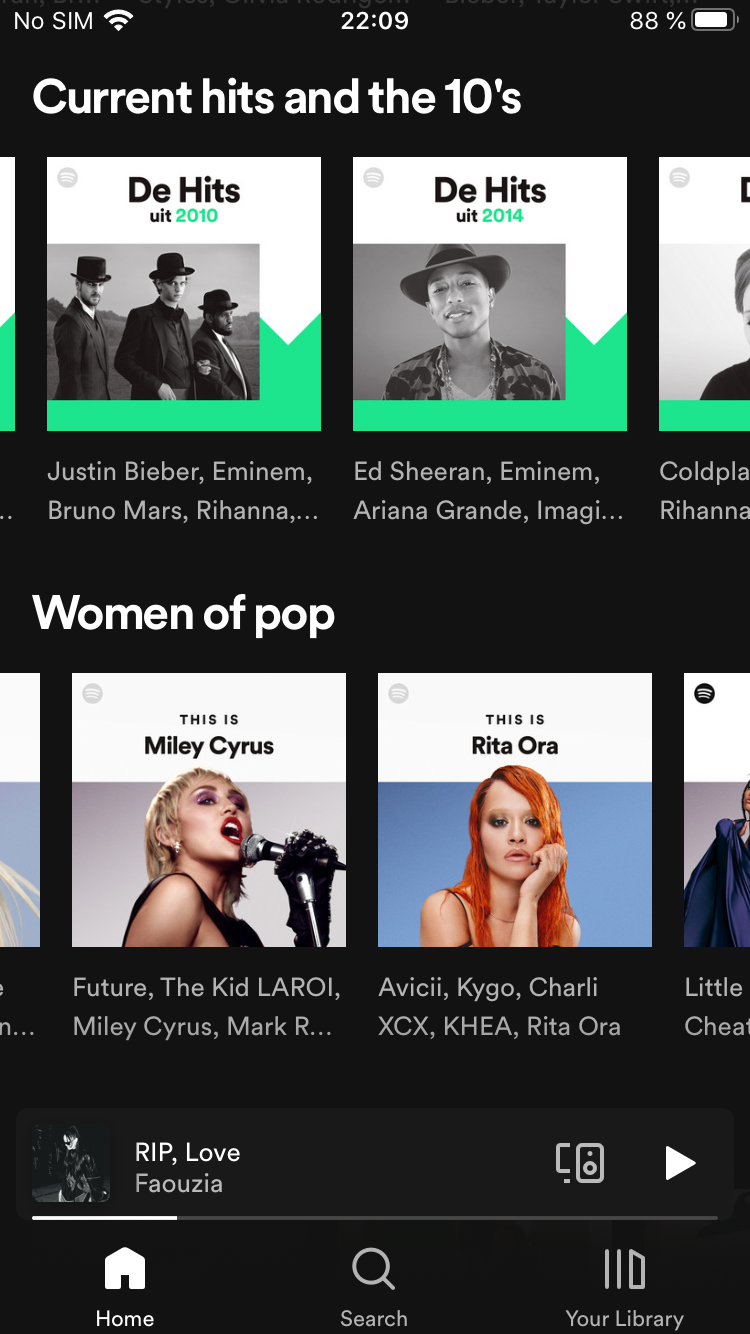 No SIM 22:09 88 %
Current hits and the 10's
De Hits
uit 2010
De Hits
uit 2014
Justin Bieber, Eminem,
Bruno Mars, Rihanna,...
Ed Sheeran, Eminem,
Ariana Grande, Imagi...
Coldpla
Rihanna
Women of pop
THIS IS
Miley Cyrus
THIS IS
Rita Ora
Future, The Kid LAROI,
Miley Cyrus, Mark R...
Avicii, Kygo, Charli
XCX, KHEA, Rita Ora
Little
Cheat
RIP, Love
Faouzia
Home
Search
Your Library